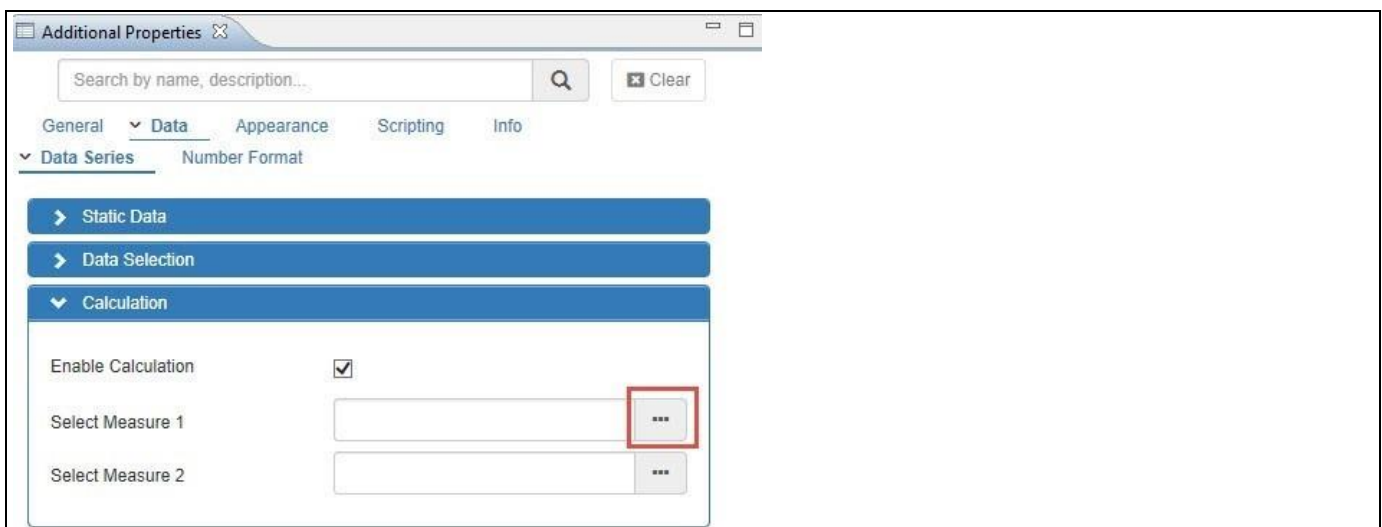 Additional Properties
Search by name, description...
Clear
General Data Appearance Scripting Info
Data Series Number Format
Static Data
Data Selection
Calculation
Enable Calculation
Select Measure 1
Select Measure 2